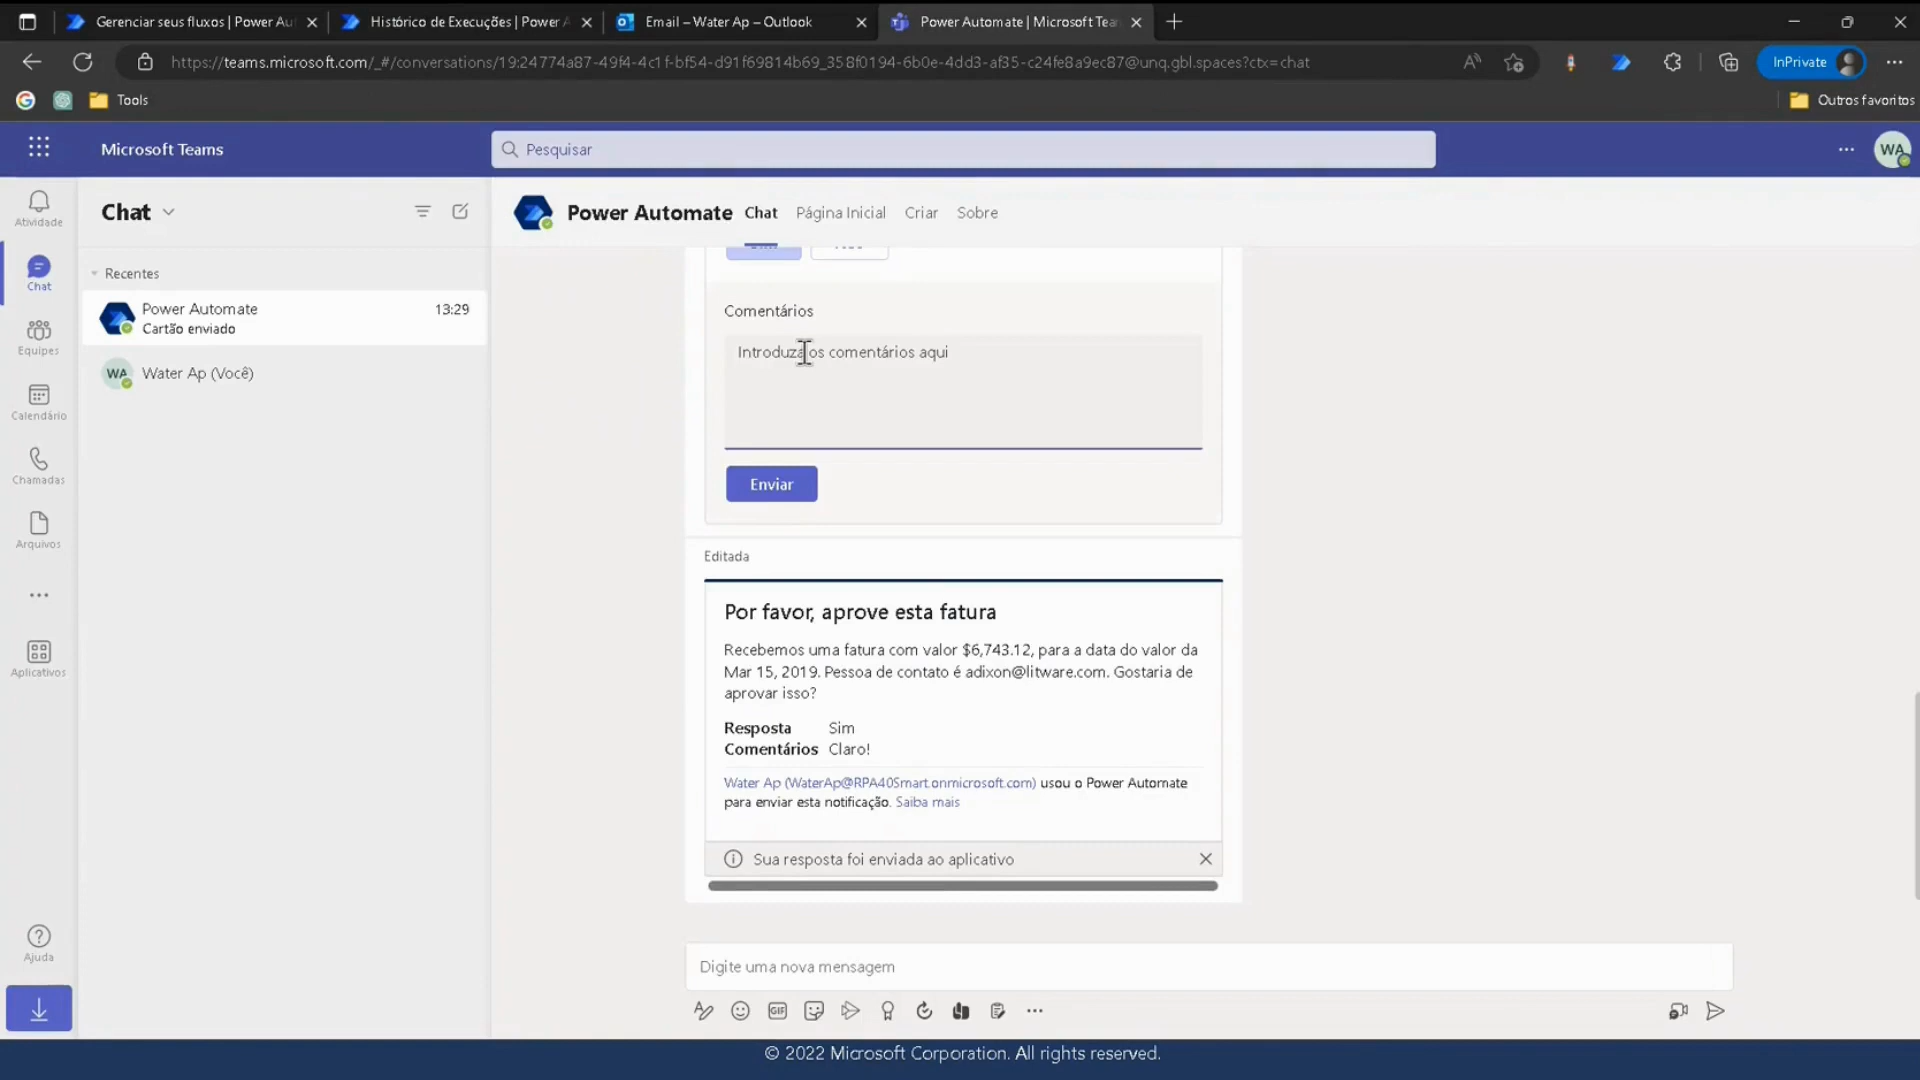 Gerenciar seus fluxos | Power Au
Histórico de Execuções | Power A
Email – Water Ap – Outlook
Power Automate | Microsoft Tea
https://teams.microsoft.com/_#/conversations/19:24774a87-49f4-4c1f-bf54-d91f69814b69_358f0194-6b0e-4dd3-af35-c24fe8a9ec87@unq.gbl.spaces?ctx=chat
InPrivate
Tools
Outros favoritos
Microsoft Teams
Pesquisar
WA
Atividade
Chat
Equipes
Calendário
Chamadas
Arquivos
Aplicativos
Ajuda
Chat
Recentes
Power Automate 13:29
Cartão enviado
WA Water Ap (Você)
Power Automate Chat Página Inicial Criar Sobre
Comentários
Introduza os comentários aqui
Enviar
Editada
Por favor, aprove esta fatura
Recebemos uma fatura com valor $6,743.12, para a data do valor da
Mar 15, 2019. Pessoa de contato é adixon@litware.com. Gostaria de
aprovar isso?
Resposta Sim
Comentários Claro!
Water Ap (WaterAp@RPA40Smart.onmicrosoft.com) usou o Power Automate
para enviar esta notificação. Saiba mais
Sua resposta foi enviada ao aplicativo
Digite uma nova mensagem
GIF
© 2022 Microsoft Corporation. All rights reserved.